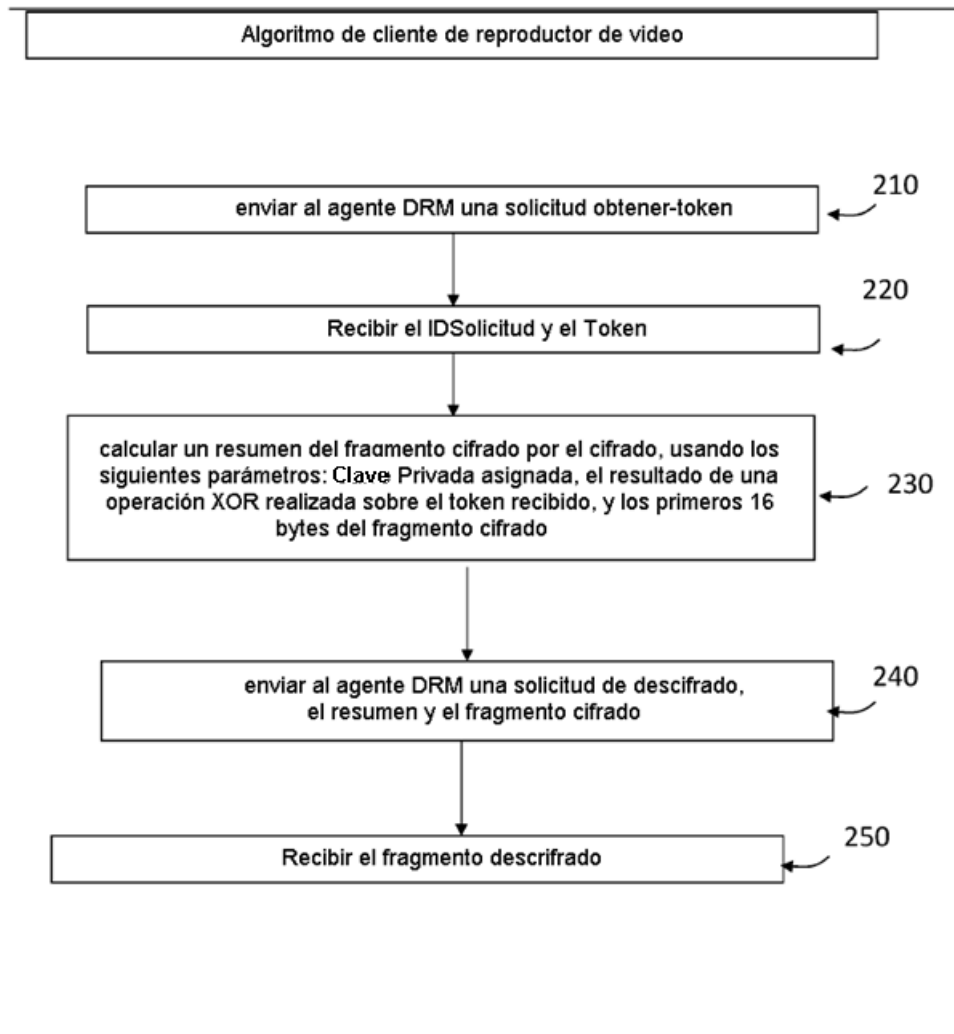 Algoritmo de cliente de reproductor de video
210
enviar al agente DRM una solicitud obtener-token
220
Recibir el IDSolicitud y el Token
calcular un resumen del fragmento cifrado por el cifrado, usando los
siguientes parámetros: Clave Privada asignada, el resultado de una
operación XOR realizada sobre el token recibido, y los primeros 16
bytes del fragmento cifrado
230
enviar al agente DRM una solicitud de descifrado,
el resumen y el fragmento cifrado
240
Recibir el fragmento descrifrado
250